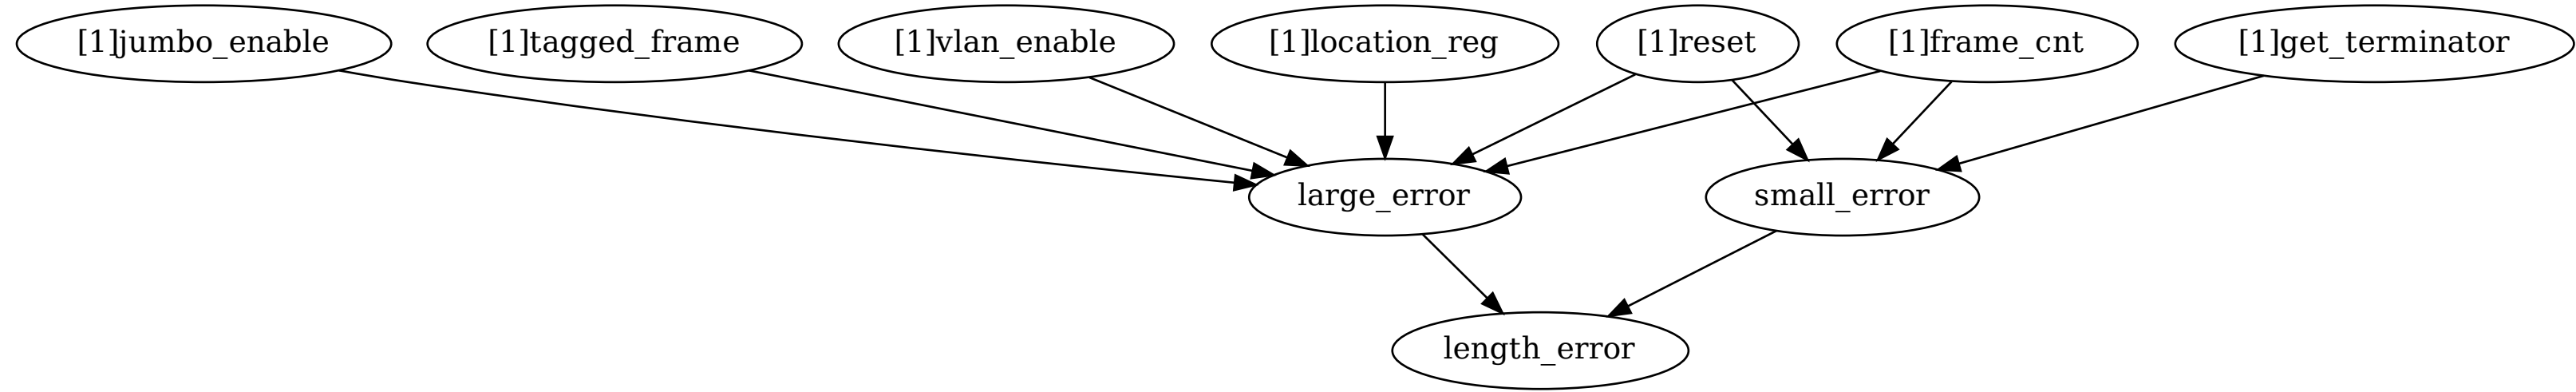 [1]jumbo_enable
[1]tagged_frame
[1]vlan_enable
[1]location_reg
[1]reset
[1]frame_cnt
[1]get_terminator
large_error
small_error
length_error